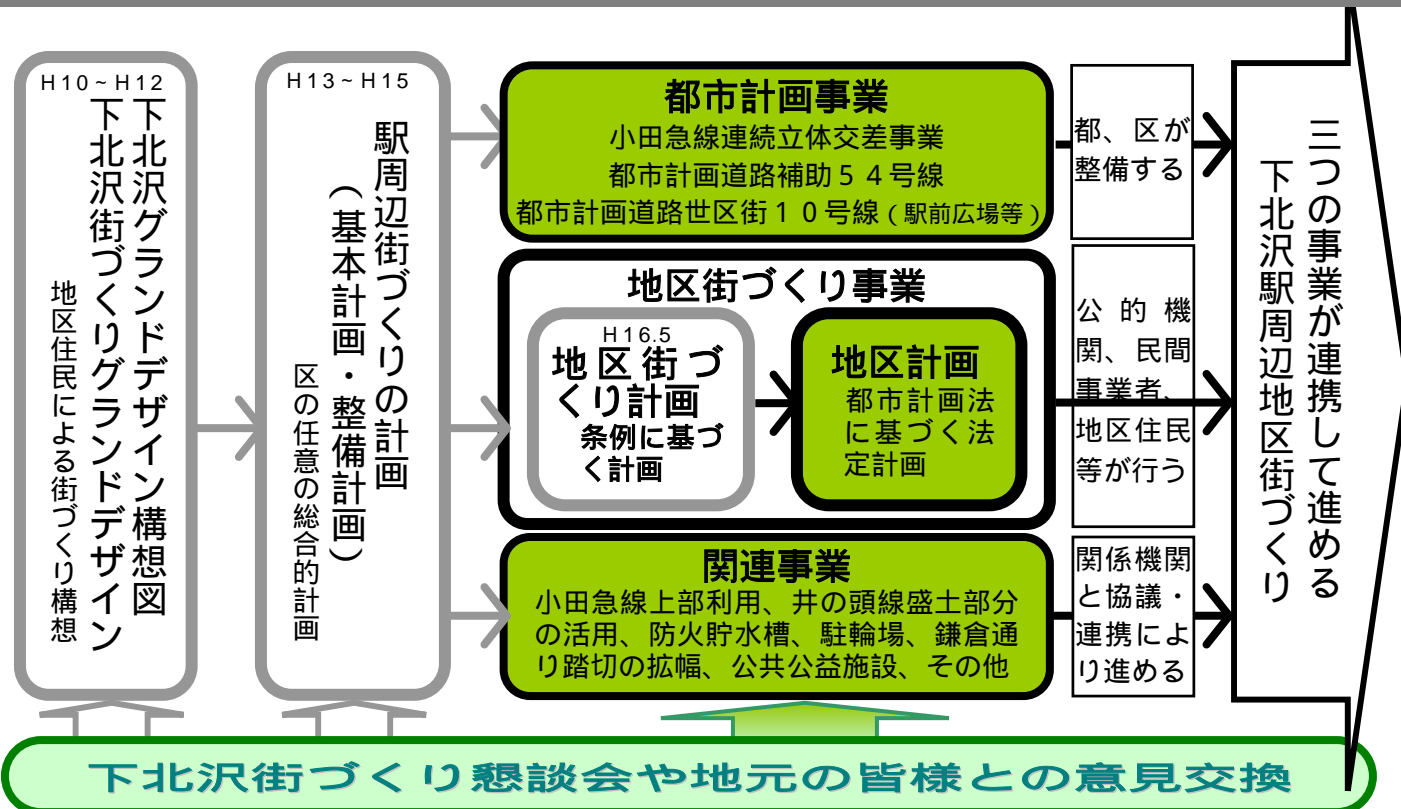 H10~H12
下北沢グランドデザイン構想図
下北沢街づくりグランドデザイン
地区住民による街づくり構想
H13~H15
駅周辺街づくりの計画
(基本計画・整備計画)
区の任意の総合的計画
都市計画事業
小田急線連続立体交差事業
都市計画道路補助54号線
都市計画道路世区街10号線(駅前広場等)
都、区が
整備する
地区街づくり事業
H16.5
地区街づ
くり計画
条例に基づ
く計画
地区計画
都市計画法
に基づく法
定計画
公的機
関、民間
事業者、
地区住民
等が行う
関連事業
小田急線上部利用、井の頭線盛土部分
の活用、防火貯水槽、駐輪場、鎌倉通
り踏切の拡幅、公共公益施設、その他
関係機関
と協議・
連携によ
り進める
三つの事業が連携して進める
下北沢駅周辺地区街づくり
下北沢街づくり懇談会や地元の皆様との意見交換